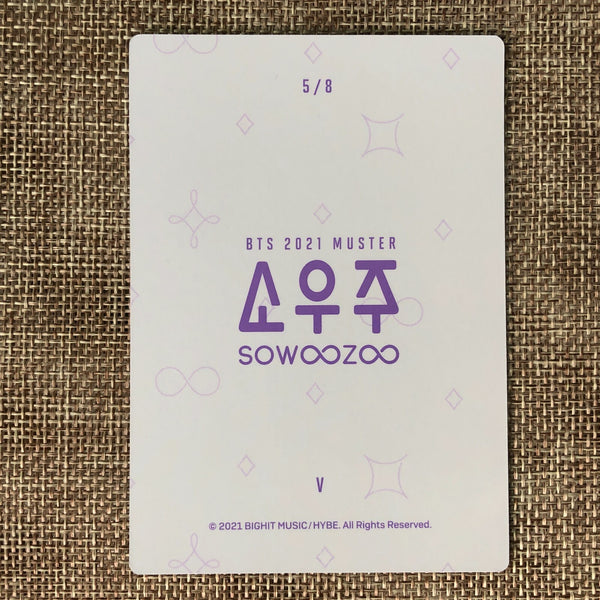 5/8
BTS 2021 MUSTER
소우주
SOWOOZOO
V
© 2021 BIGHIT MUSIC/HYBE. All Rights Reserved.